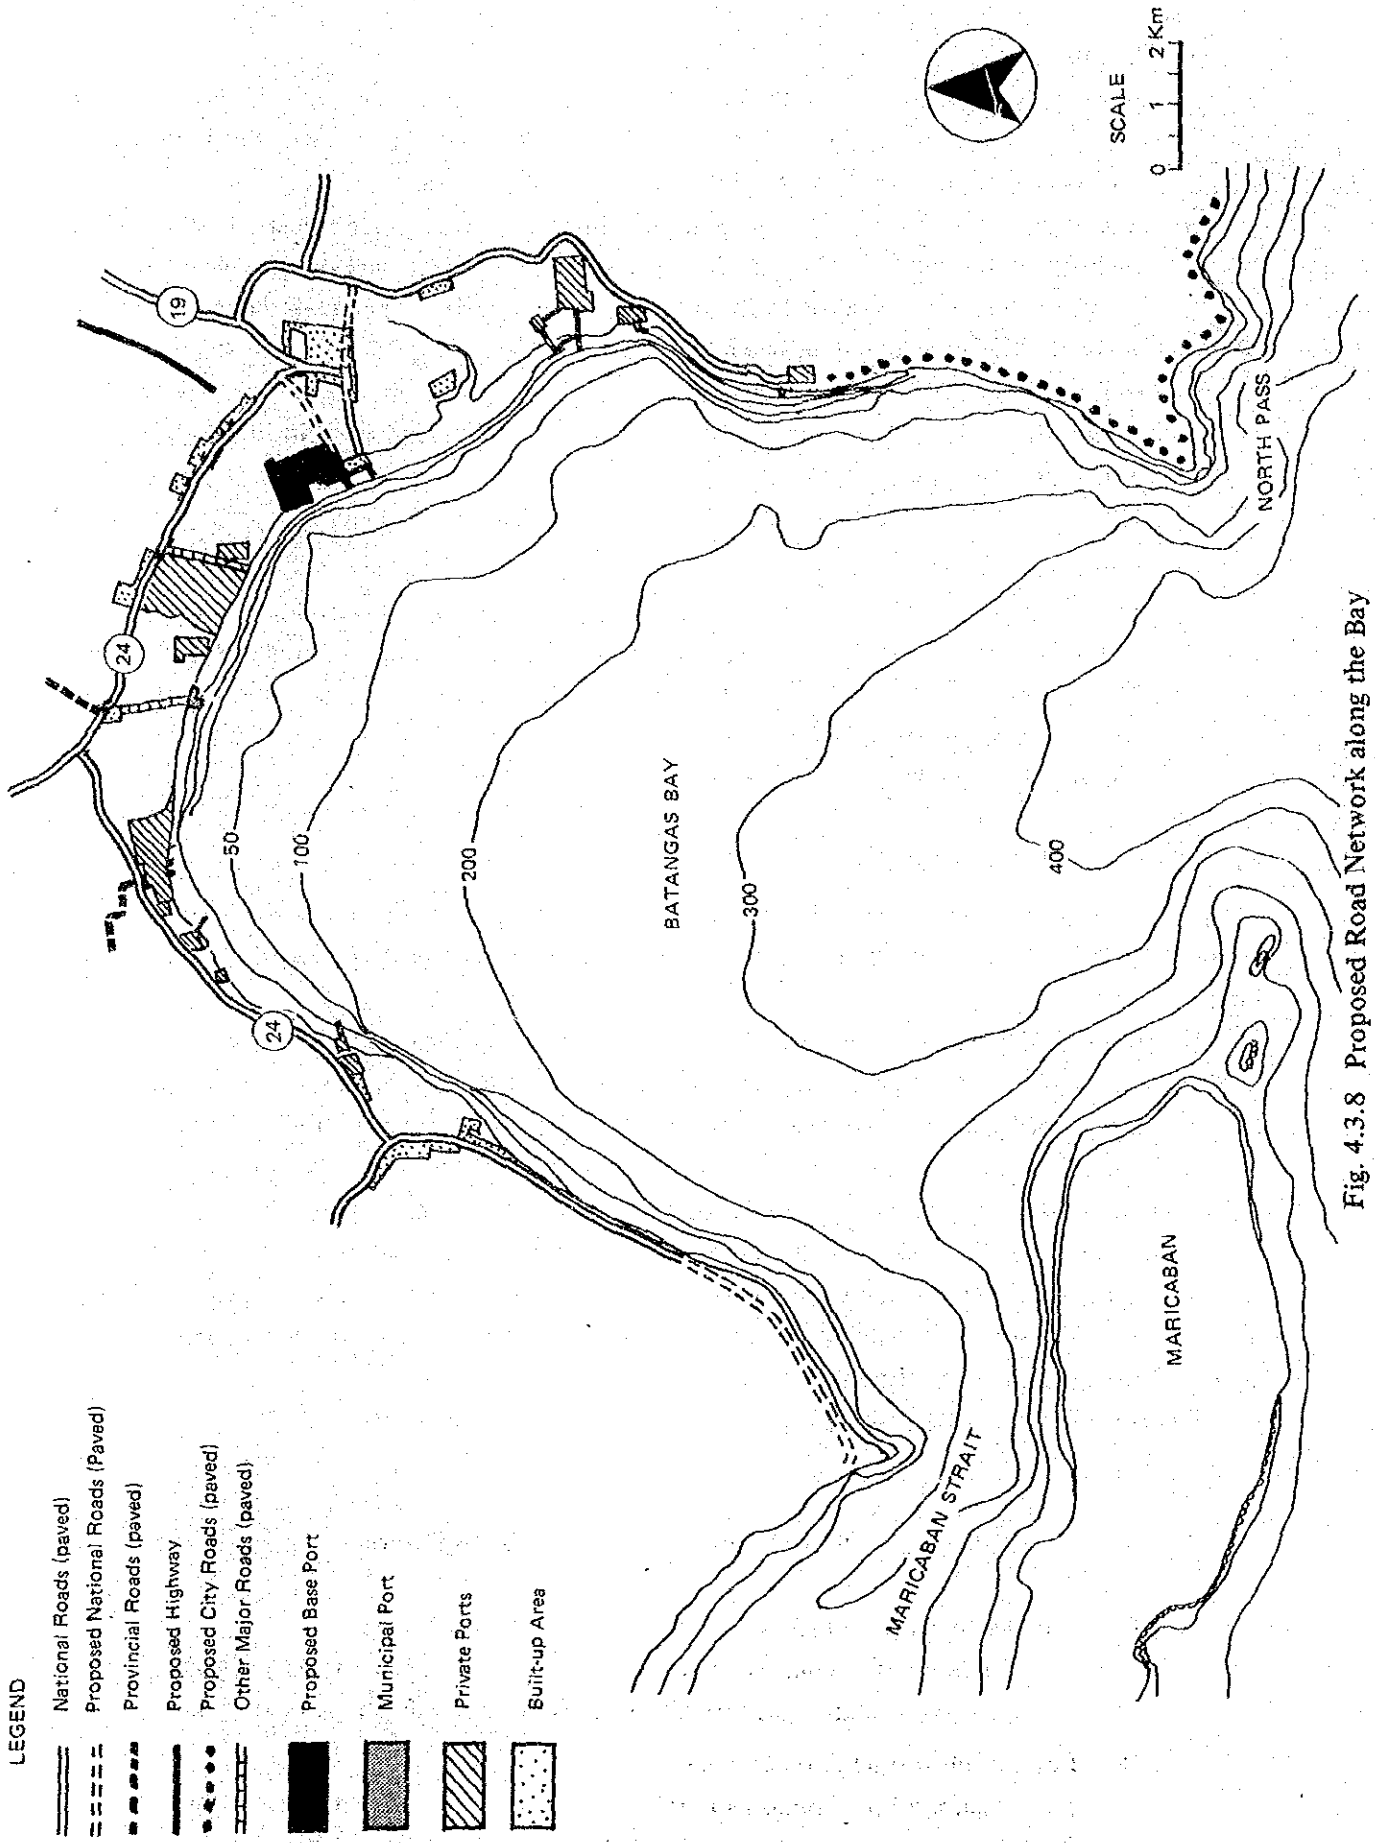 LEGEND
National Roads (paved)
Proposed National Roads (Paved)
Provincial Roads (paved)
Proposed Highway
Proposed City Roads (paved)
Other Major Roads (paved)
Proposed Base Port
Municipal Port
Private Ports
Built-up Area
24
24
19
50
100
200
300
400
BATANGAS BAY
MARICABAN STRAIT
MARICABAN
NORTH PASS
SCALE
0 1 2 Km
Fig. 4.3.8 Proposed Road Network along the Bay